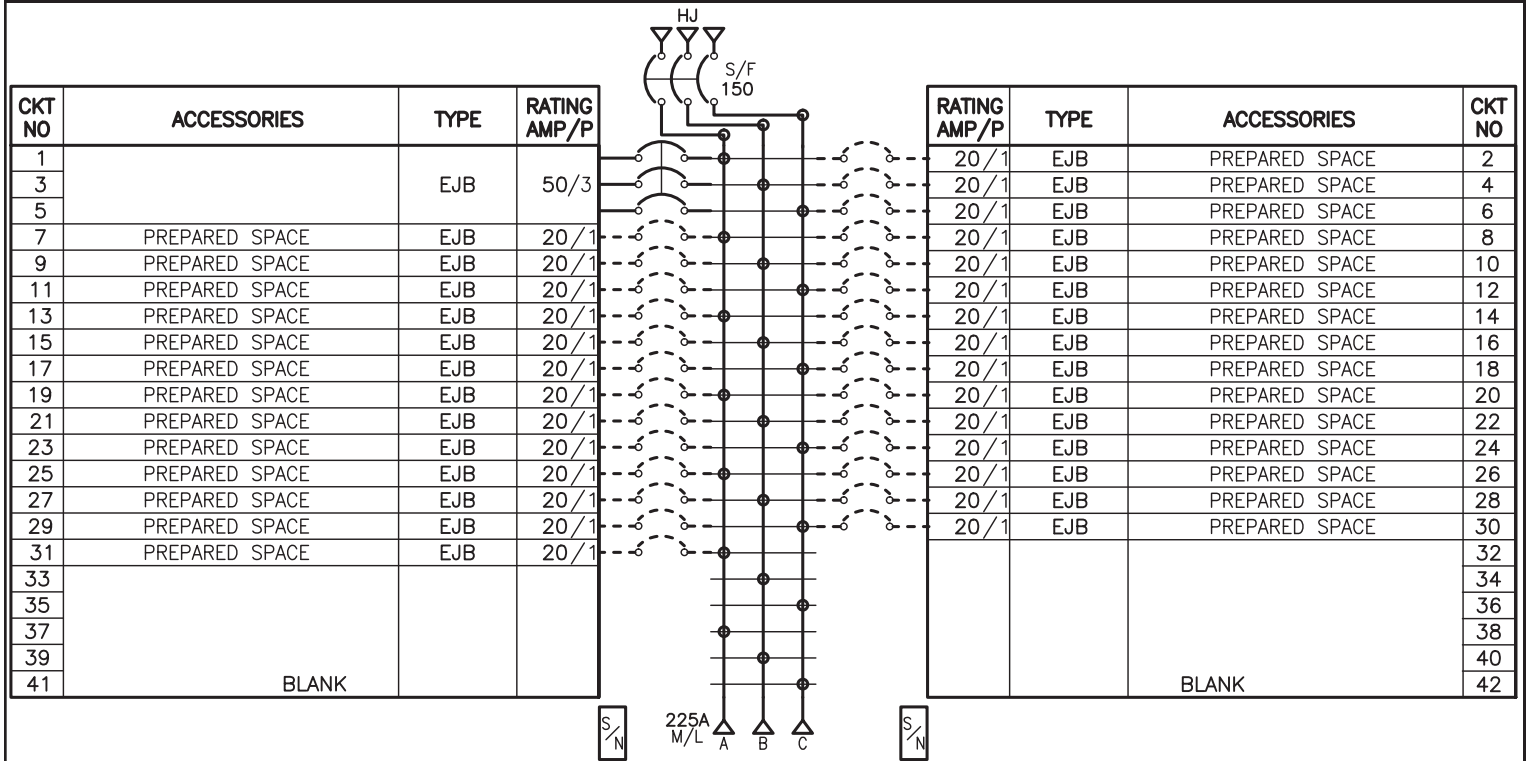 HJ
S/F
150
CKT NO ACCESSORIES TYPE RATING AMP/P RATING AMP/P TYPE ACCESSORIES CKT NO
1 20/1 EJB PREPARED SPACE 2
3 EJB 50/3 20/1 EJB PREPARED SPACE 4
5 20/1 EJB PREPARED SPACE 6
7 PREPARED SPACE EJB 20/1 20/1 EJB PREPARED SPACE 8
9 PREPARED SPACE EJB 20/1 20/1 EJB PREPARED SPACE 10
11 PREPARED SPACE EJB 20/1 20/1 EJB PREPARED SPACE 12
13 PREPARED SPACE EJB 20/1 20/1 EJB PREPARED SPACE 14
15 PREPARED SPACE EJB 20/1 20/1 EJB PREPARED SPACE 16
17 PREPARED SPACE EJB 20/1 20/1 EJB PREPARED SPACE 18
19 PREPARED SPACE EJB 20/1 20/1 EJB PREPARED SPACE 20
21 PREPARED SPACE EJB 20/1 20/1 EJB PREPARED SPACE 22
23 PREPARED SPACE EJB 20/1 20/1 EJB PREPARED SPACE 24
25 PREPARED SPACE EJB 20/1 20/1 EJB PREPARED SPACE 26
27 PREPARED SPACE EJB 20/1 20/1 EJB PREPARED SPACE 28
29 PREPARED SPACE EJB 20/1 20/1 EJB PREPARED SPACE 30
31 PREPARED SPACE EJB 20/1 32
33 34
35 36
37 38
39 40
41 BLANK BLANK 42
S/N 225A S/N
M/L A B C